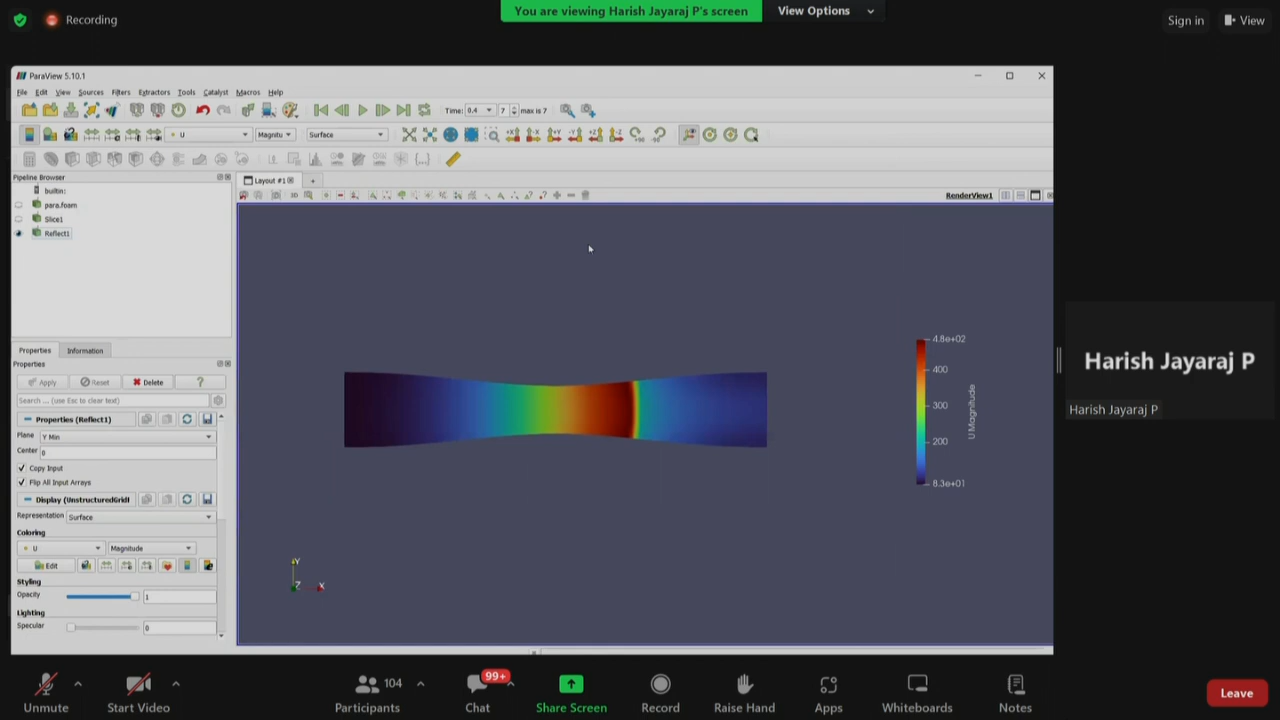 Recording
You are viewing Harish Jayaraj P's screen
View Options
Sign in
View
ParaView 5.10.1
File Edit View Sources Filters Extractors Tools Catalyst Macros Help
Time: 0.4 7 max is 7
U
Magnitu
Surface
Pipeline Browser
Layout #1
builtin:
RenderView1
para.foam
Slice1
Reflect1
Properties
Information
Properties
Apply
Reset
Delete
?
Search ... (use Esc to clear text)
Properties (Reflect1)
Plane
Y Min
Center
0
Copy Input
Flip All Input Arrays
Display (UnstructuredGridI
Representation
Surface
Coloring
U
Magnitude
Edit
Styling
Opacity
1
Lighting
Specular
0
4.8e+02
400
300
200
8.3e+01
U Magnitude
Y
Z
X
Harish Jayaraj P
Harish Jayaraj P
Unmute
Start Video
104
Participants
99+
Chat
Share Screen
Record
Raise Hand
Apps
Whiteboards
Notes
Leave